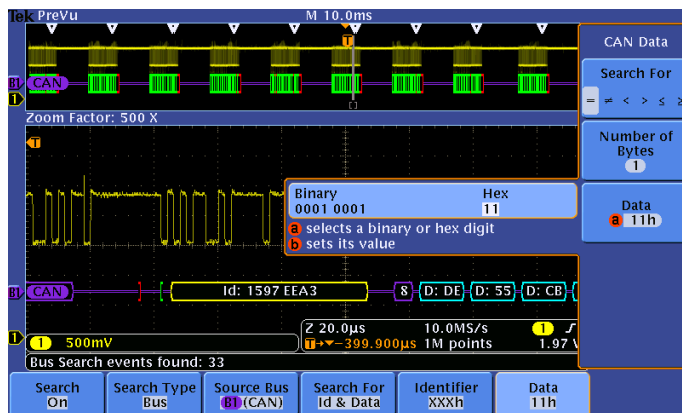 Tek PreVu
M 10.0ms
T
B1 CAN
1
Zoom Factor: 500 X
T
Binary Hex
0001 0001 11
a selects a binary or hex digit
b sets its value
B1 CAN
Id: 1597 EEA3
8
D: DE
D: 55
D: CB
1
1 500mV
Z 20.0µs 10.0MS/s 1
T→▼−399.900µs 1M points 1.97 V
Bus Search events found: 33
CAN Data
Search For
= ≠ < > ≤ ≥
Number of
Bytes
1
Data
a 11h
Search
On
Search Type
Bus
Source Bus
B1 (CAN)
Search For
Id & Data
Identifier
XXXh
Data
11h